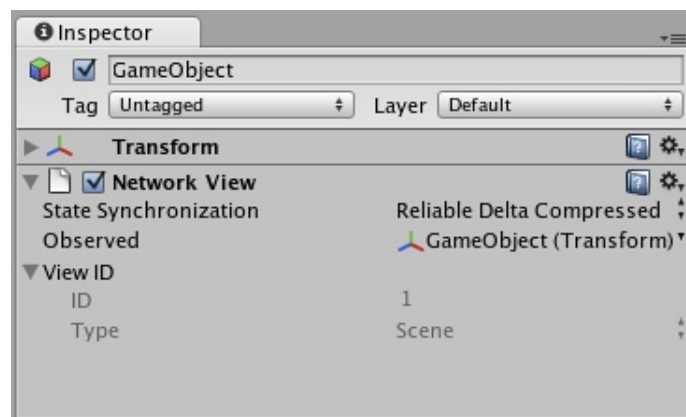 Inspector
GameObject
Tag Untagged Layer Default
Transform
Network View
State Synchronization Reliable Delta Compressed
Observed GameObject (Transform)
View ID
ID 1
Type Scene